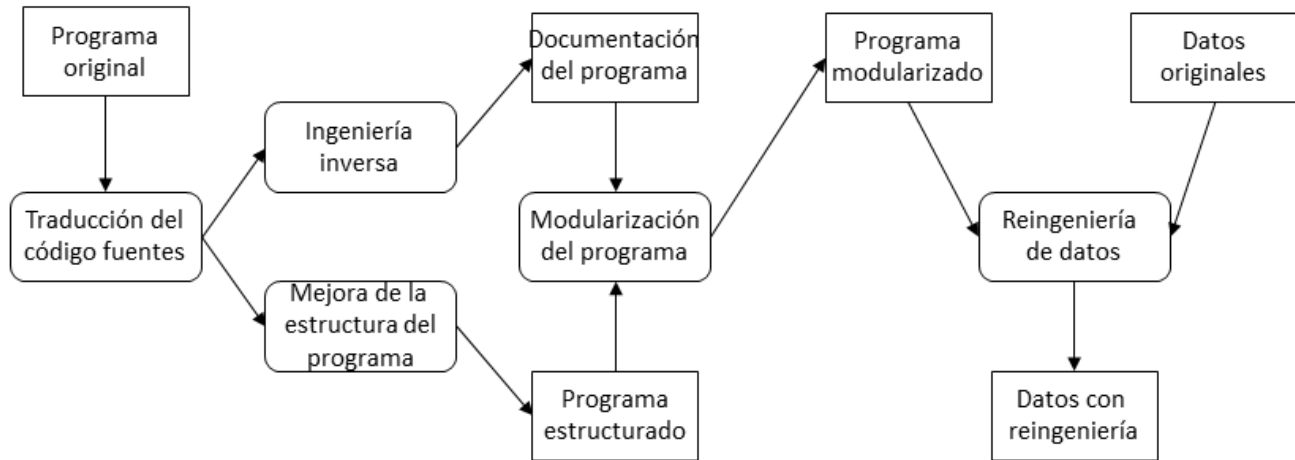 Programa
original
Documentación
del programa
Programa
modularizado
Datos
originales
Ingeniería
inversa
Traducción del
código fuentes
Modularización
del programa
Reingeniería
de datos
Mejora de la
estructura del
programa
Programa
estructurado
Datos con
reingeniería